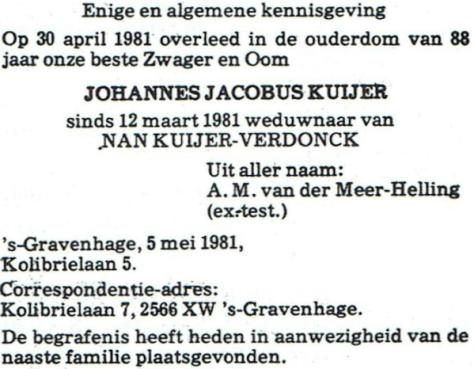 Enige en algemene kennisgeving
Op 30 april 1981 overleed in de ouderdom van 88
jaar onze beste Zwager en Oom
JOHANNES JACOBUS KUIJER
sinds 12 maart 1981 weduwnaar van
NAN KUIJER-VERDONCK
Uit aller naam:
A. M. van der Meer-Helling
(ex.-test.)
's-Gravenhage, 5 mei 1981,
Kolibrielaan 5.
Correspondentie-adres:
Kolibrielaan 7, 2566 XW 's-Gravenhage.
De begrafenis heeft heden in aanwezigheid van de
naaste familie plaatsgevonden.